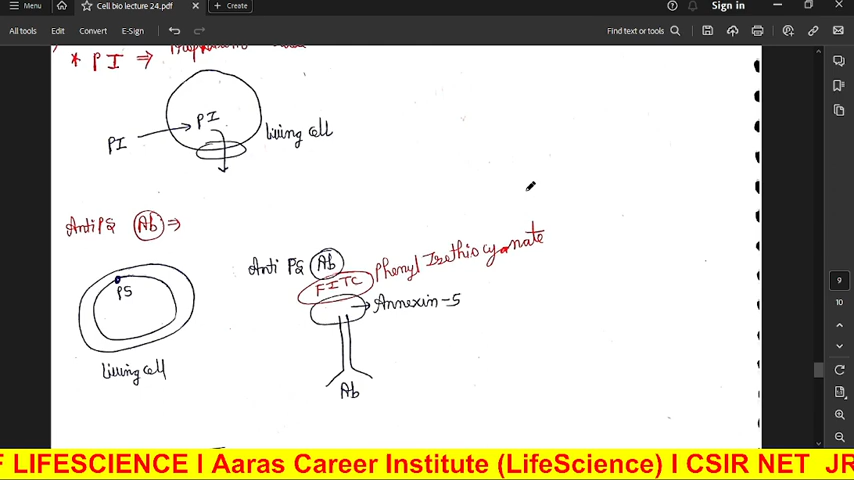 Menu
Cell bio lecture 24.pdf
Create
Sign in
All tools
Edit
Convert
E-Sign
Find text or tools
* PI ⇒
PI
PI
living cell
Anti PS Ab ⇒
Anti PS Ab
FITC Phenyl Isethiocyanate
Annexin-5
PS
living cell
Ab
9
10
F LIFESCIENCE I Aaras Career Institute (LifeScience) I CSIR NET JR